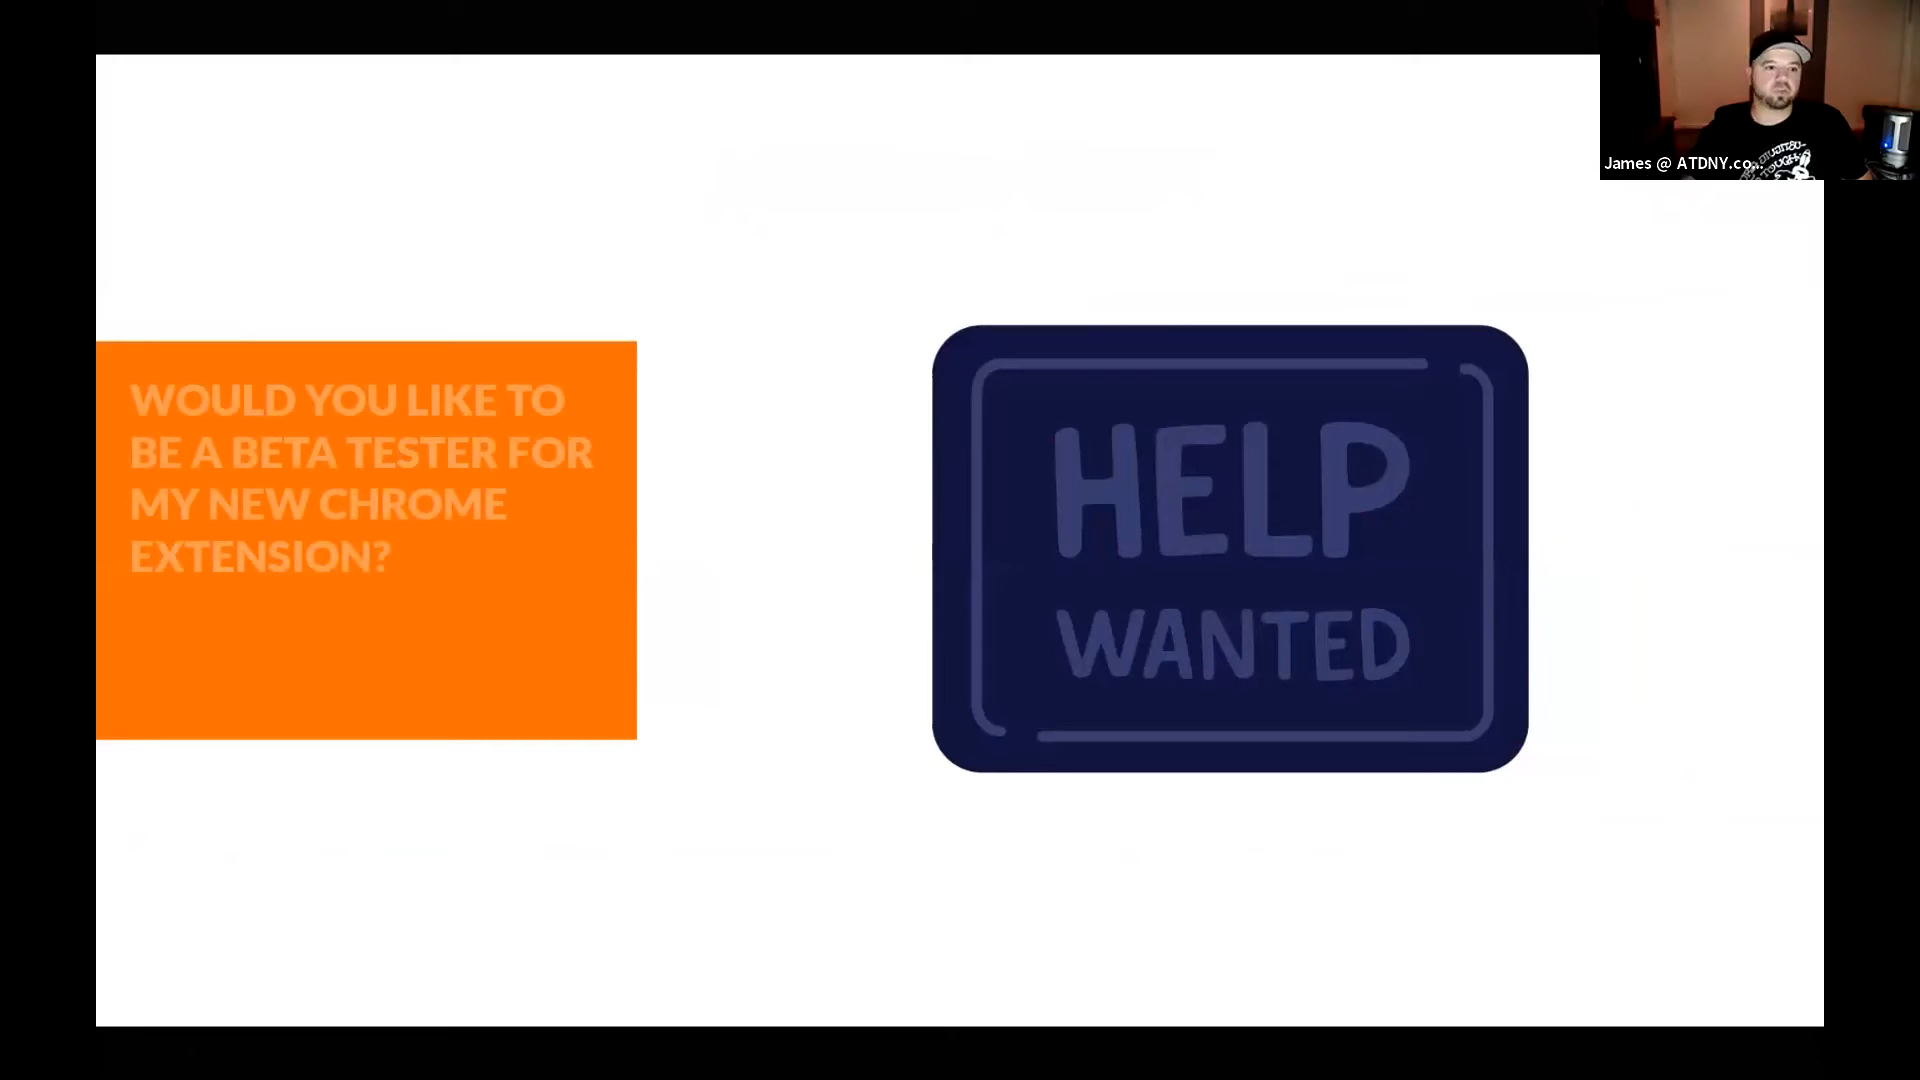 James @ ATDNY.co...
WOULD YOU LIKE TO
BE A BETA TESTER FOR
MY NEW CHROME
EXTENSION?
HELP
WANTED